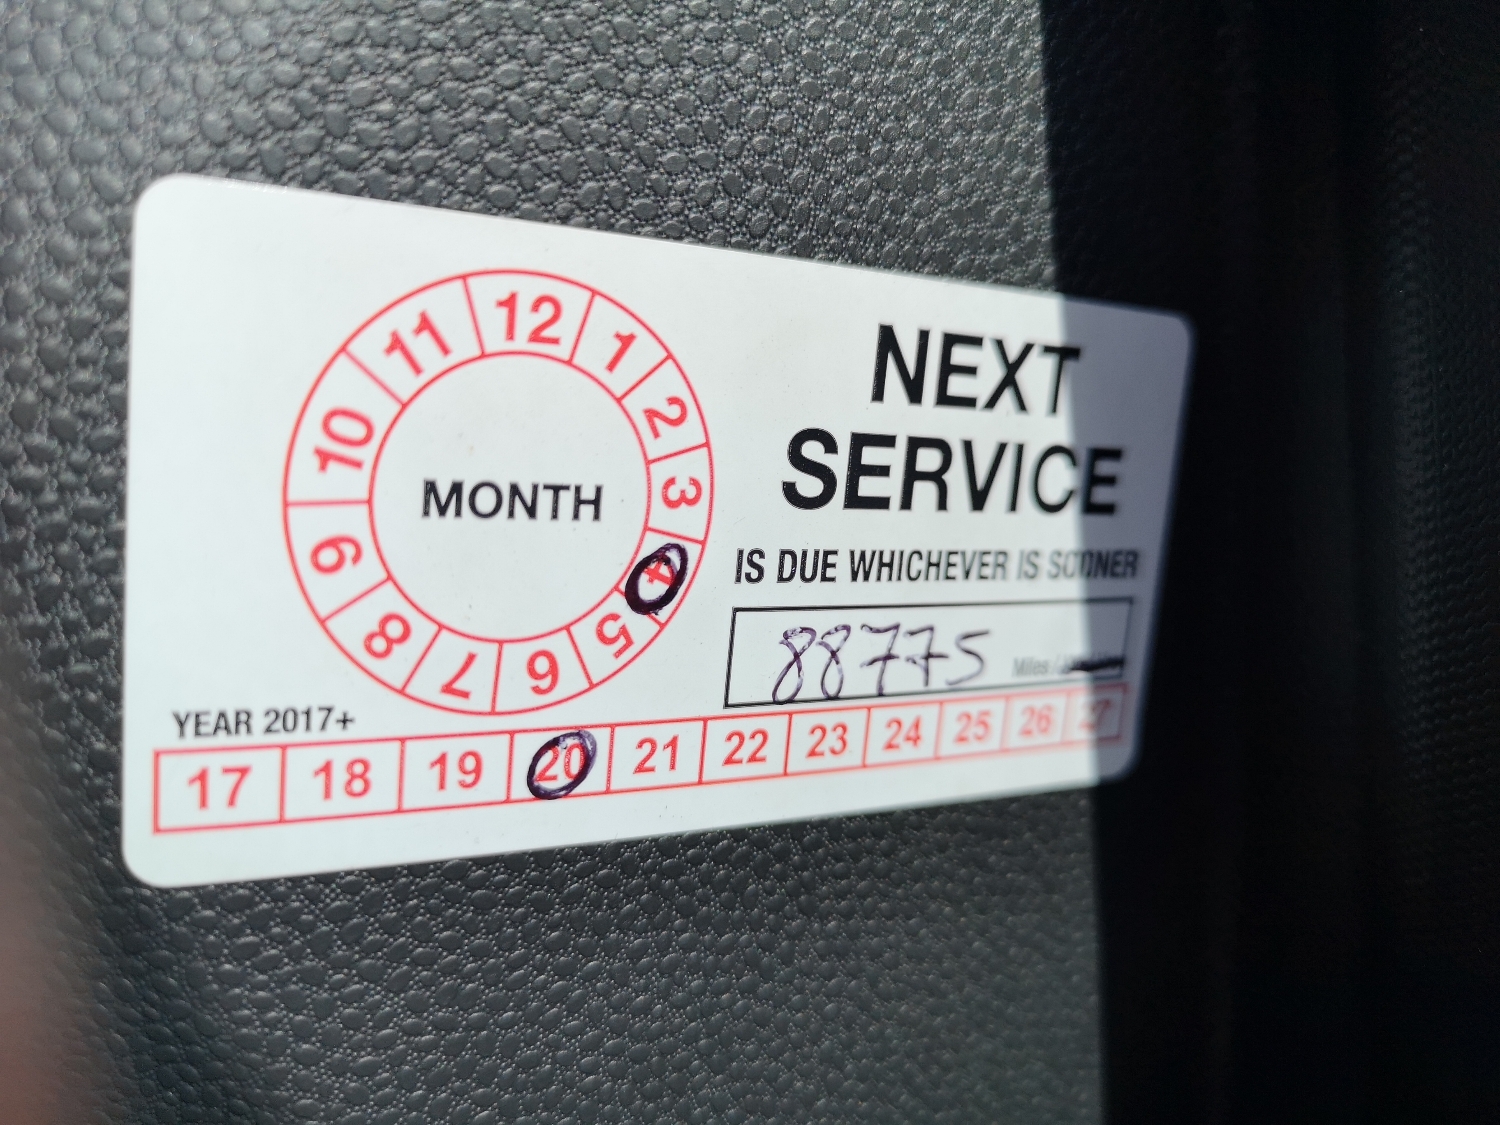 12
1
2
3
4
5
6
7
8
9
10
11
MONTH
NEXT
SERVICE
IS DUE WHICHEVER IS SOONER
88775 Miles /
YEAR 2017+
17 18 19 20 21 22 23 24 25 26 27